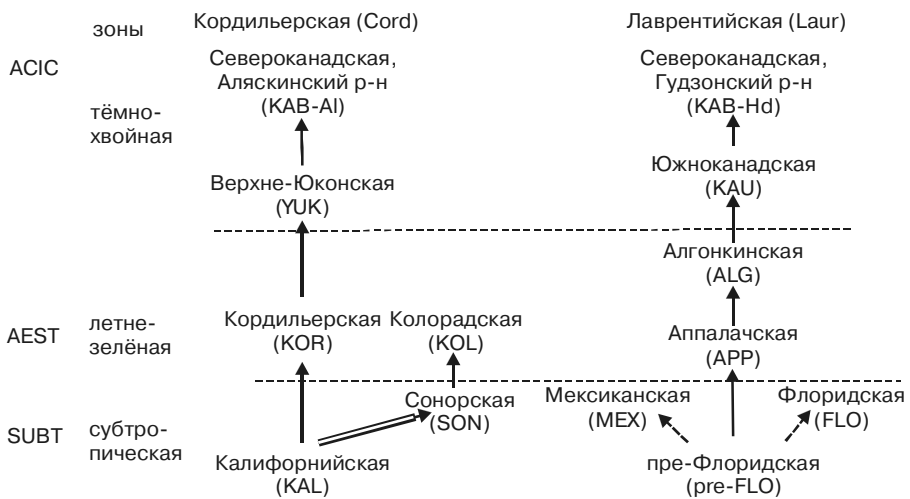 зоны Кордильерская (Cord) Лаврентийская (Laur)
ACIC Североканадская, Североканадская,
Аляскинский р-н Гудзонский р-н
тёмно- (KAB-Al) (KAB-Hd)
хвойная
Верхне-Юконская Южноканадская
(YUK) (KAU)
Алгонкинская
(ALG)
AEST летне- Кордильерская Колорадская Аппалачская
зелёная (KOR) (KOL) (APP)
Сонорская Мексиканская Флоридская
SUBT субтро- (SON) (MEX) (FLO)
пическая Калифорнийская пре-Флоридская
(KAL) (pre-FLO)